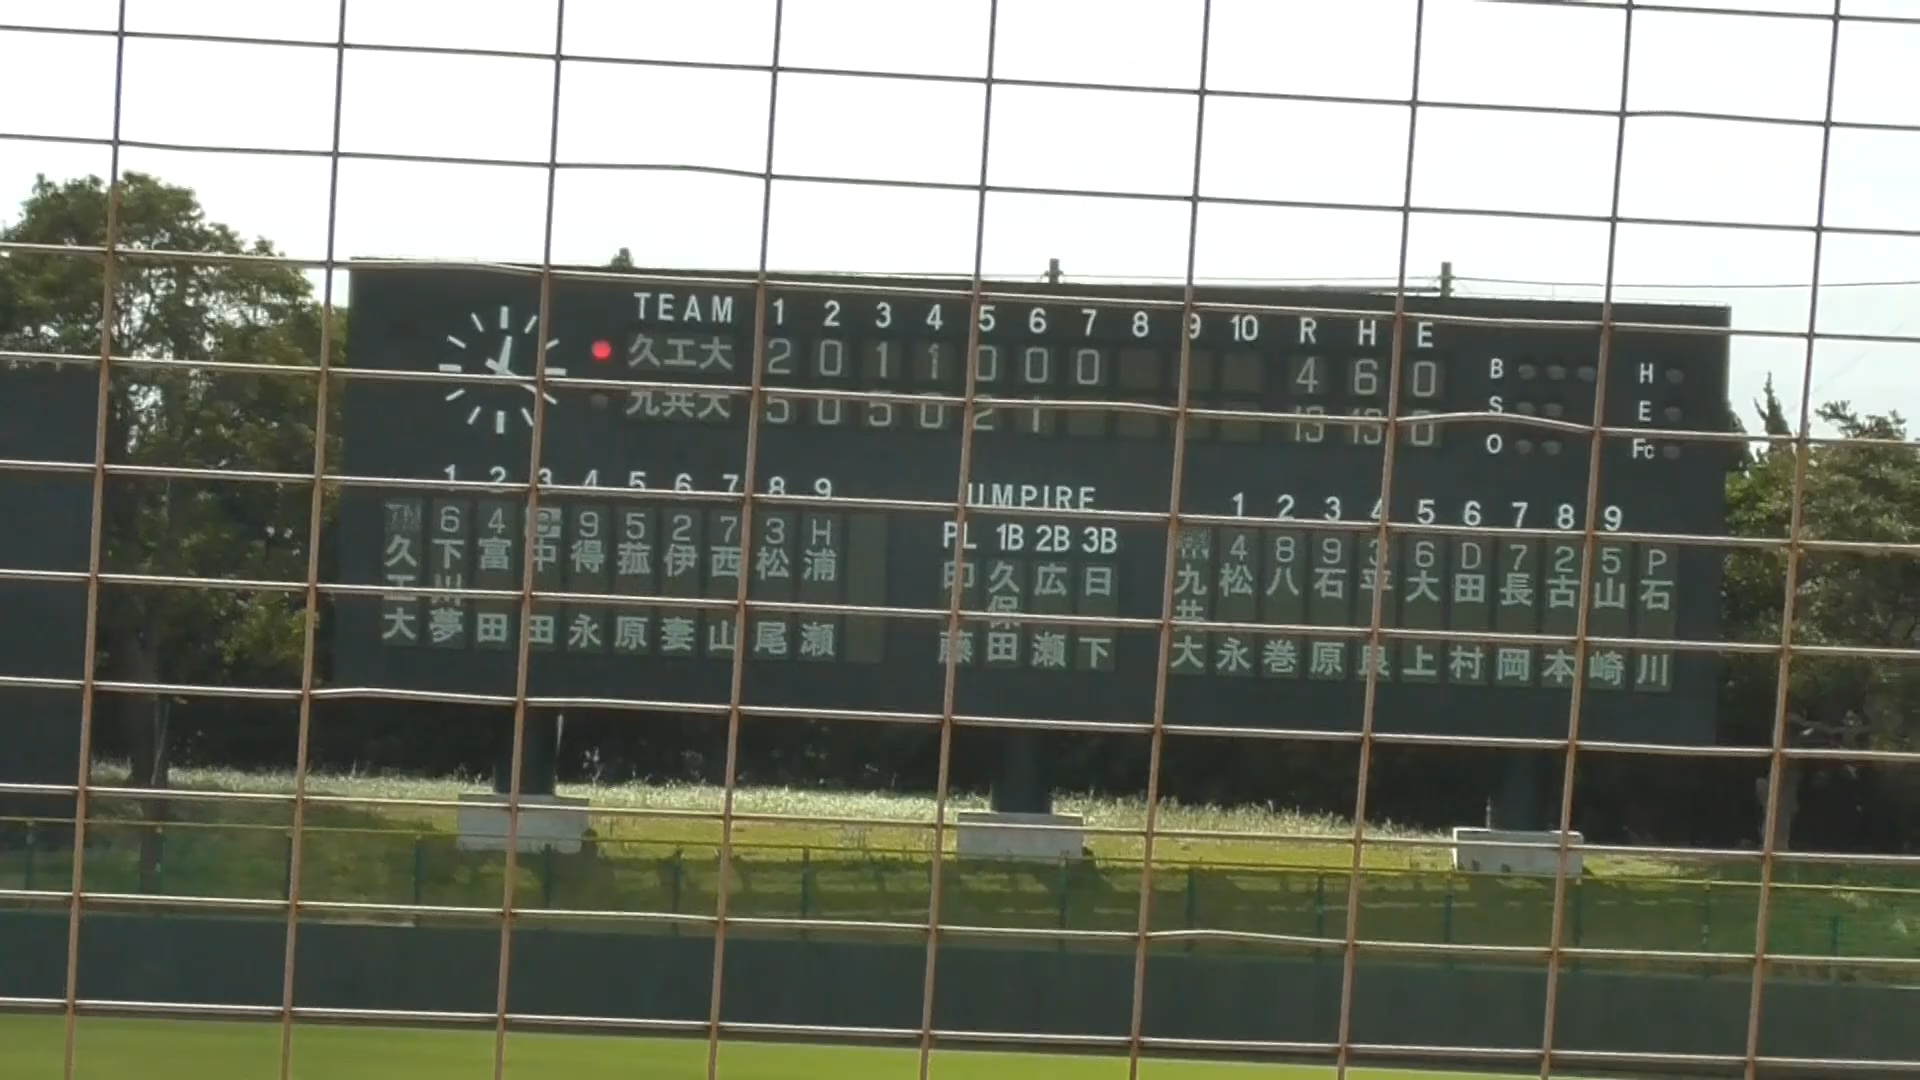 TEAM 1 2 3 4 5 6 7 8 9 10 R H E
久工大 2 0 1 1 0 0 0 4 6 0
九共大 5 0 5 0 2 1 13 13 0
B H
S E
O Fc
1 2 3 4 5 6 7 8 9
6 4 9 5 2 7 3 H
久工大 下川夢 富田 中田 得永 菰原 伊妻 西山 松尾 浦瀬
UMPIRE
PL 1B 2B 3B
印藤 久保田 広瀬 日下
1 2 3 4 5 6 7 8 9
4 8 9 3 6 D 7 2 5 P
九共大 松永 八巻 石原 平良 大上 田村 長岡 古本 山崎 石川